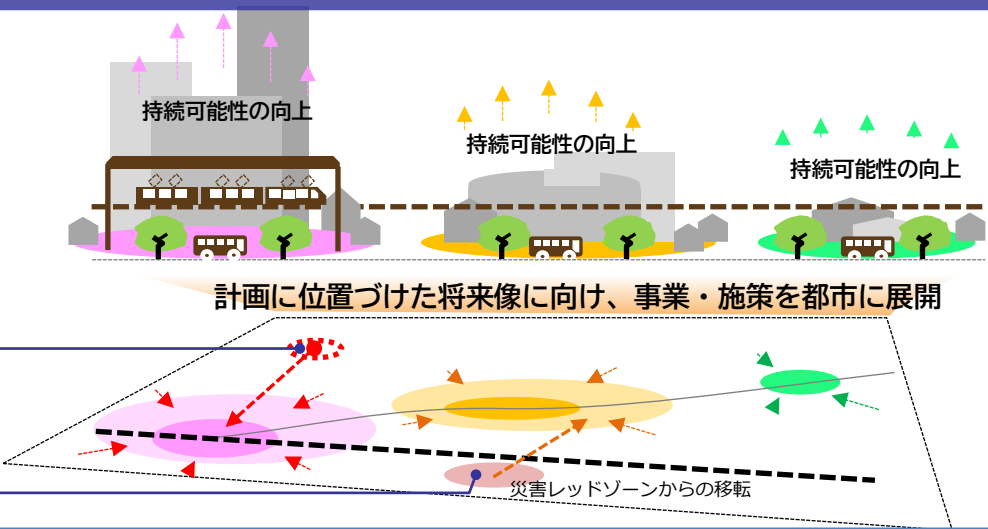 持続可能性の向上
持続可能性の向上
持続可能性の向上
計画に位置づけた将来像に向け、事業・施策を都市に展開
災害レッドゾーンからの移転